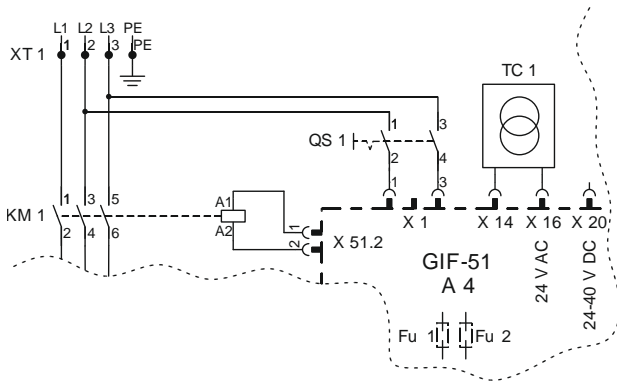 L1 L2 L3 PE
XT 1 1 2 3 PE
TC 1
QS 1 1 3
2 4
1 3
KM 1 1 3 5 A1
2 4 6 A2
1
2
X 51.2 X 1 X 14 X 16 X 20
GIF-51
A 4
24 V AC
24-40 V DC
Fu 1 Fu 2